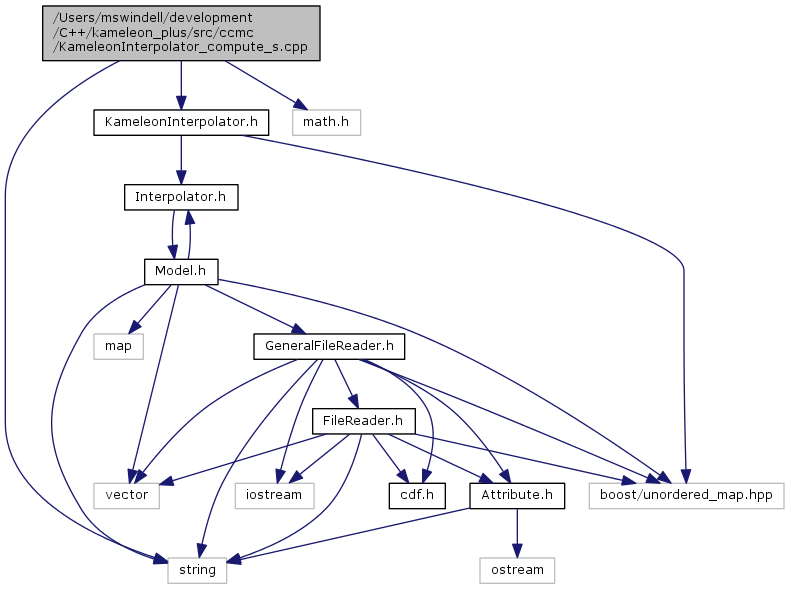 /Users/mswindell/development
/C++/kameleon_plus/src/ccmc
/KameleonInterpolator_compute_s.cpp
KameleonInterpolator.h
math.h
Interpolator.h
Model.h
map
GeneralFileReader.h
FileReader.h
vector
iostream
cdf.h
Attribute.h
boost/unordered_map.hpp
string
ostream